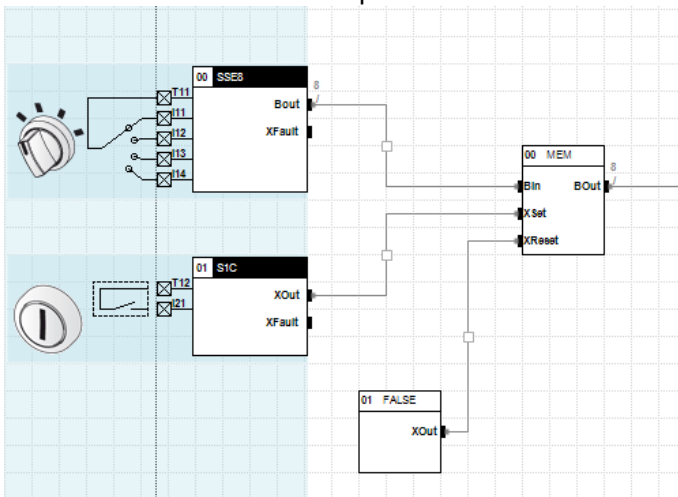 00 SSE8
T11
I11
I12
I13
I14
Bout
8
XFault
00 MEM
8
BIn
BOut
XSet
XReset
01 S1C
T12
I21
XOut
XFault
01 FALSE
XOut